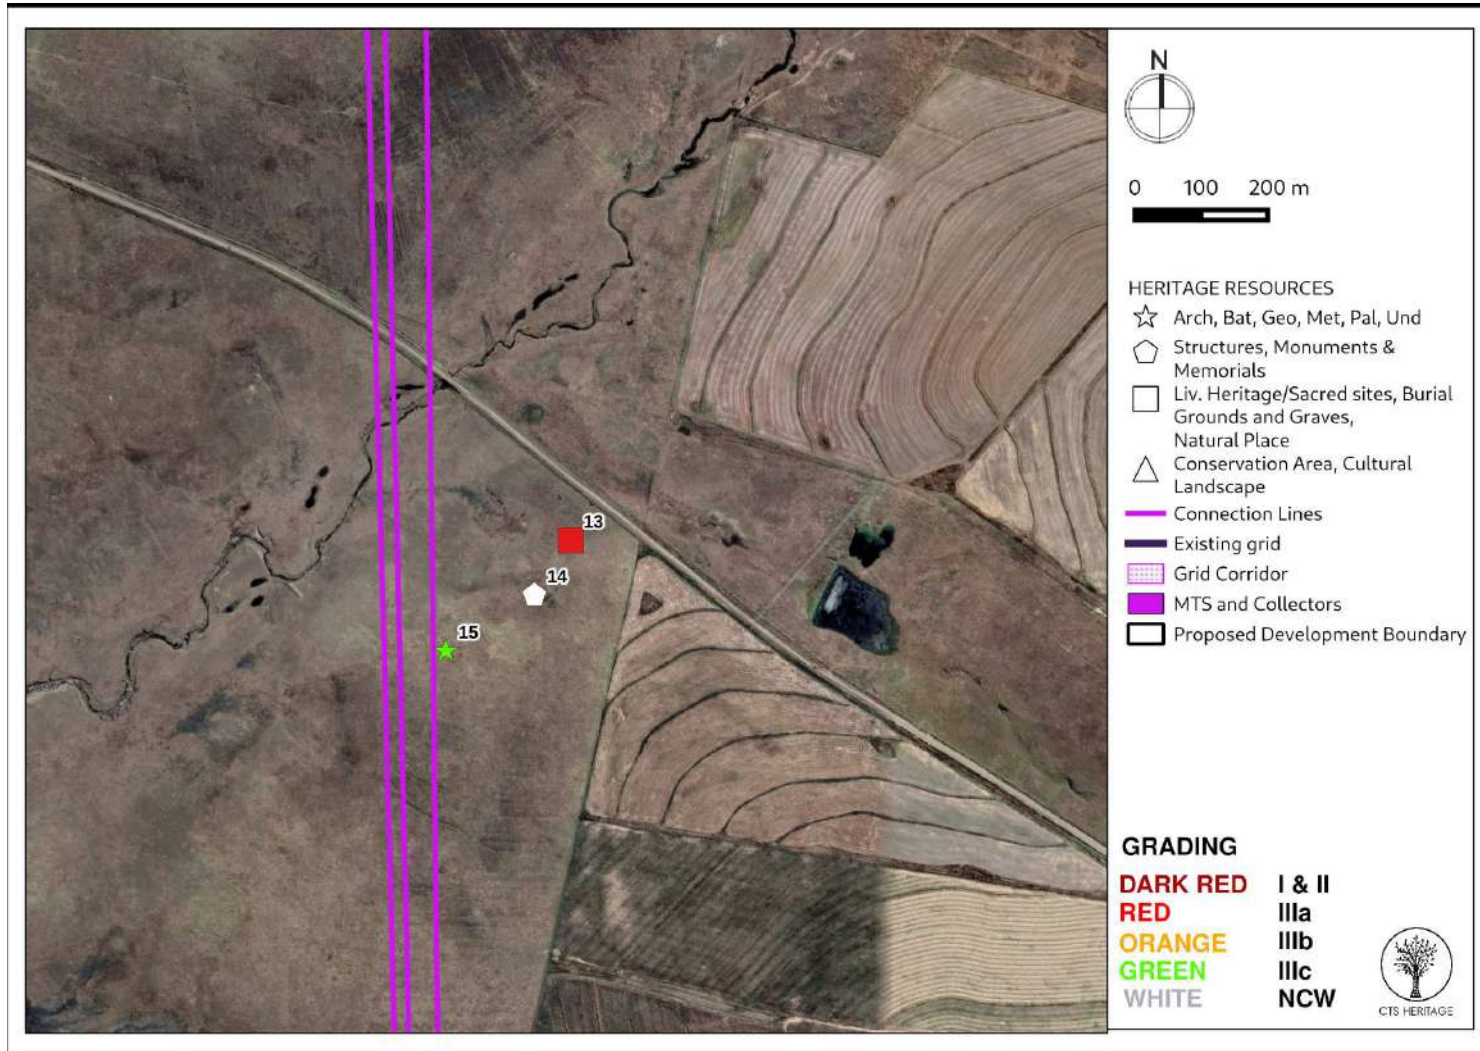 N
0 100 200 m
HERITAGE RESOURCES
Arch, Bat, Geo, Met, Pal, Und
Structures, Monuments &
Memorials
Liv. Heritage/Sacred sites, Burial
Grounds and Graves,
Natural Place
Conservation Area, Cultural
Landscape
Connection Lines
Existing grid
Grid Corridor
MTS and Collectors
Proposed Development Boundary
13
14
15
GRADING
DARK RED I & II
RED IIIa
ORANGE IIIb
GREEN IIIc
WHITE NCW
CTS HERITAGE